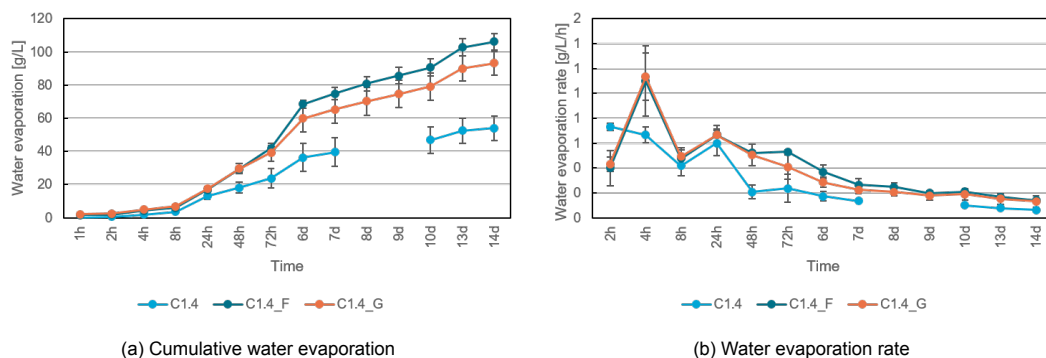 120
100
80
60
40
20
0
Water evaporation [g/L]
1h 2h 4h 8h 24h 48h 72h 6d 7d 8d 9d 10d 13d 14d
Time
C1.4 C1.4_F C1.4_G
(a) Cumulative water evaporation
2
1
1
1
1
1
0
0
0
Water evaporation rate [g/L/h]
2h 4h 8h 24h 48h 72h 6d 7d 8d 9d 10d 13d 14d
Time
C1.4 C1.4_F C1.4_G
(b) Water evaporation rate